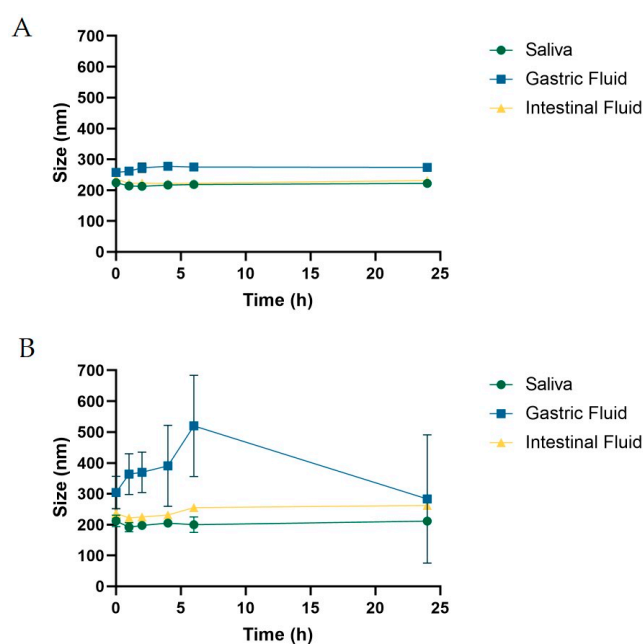 A
700
600
500
400
300
200
100
0
Size (nm)
0 5 10 15 20 25
Time (h)
Saliva
Gastric Fluid
Intestinal Fluid
B
700
600
500
400
300
200
100
0
Size (nm)
0 5 10 15 20 25
Time (h)
Saliva
Gastric Fluid
Intestinal Fluid